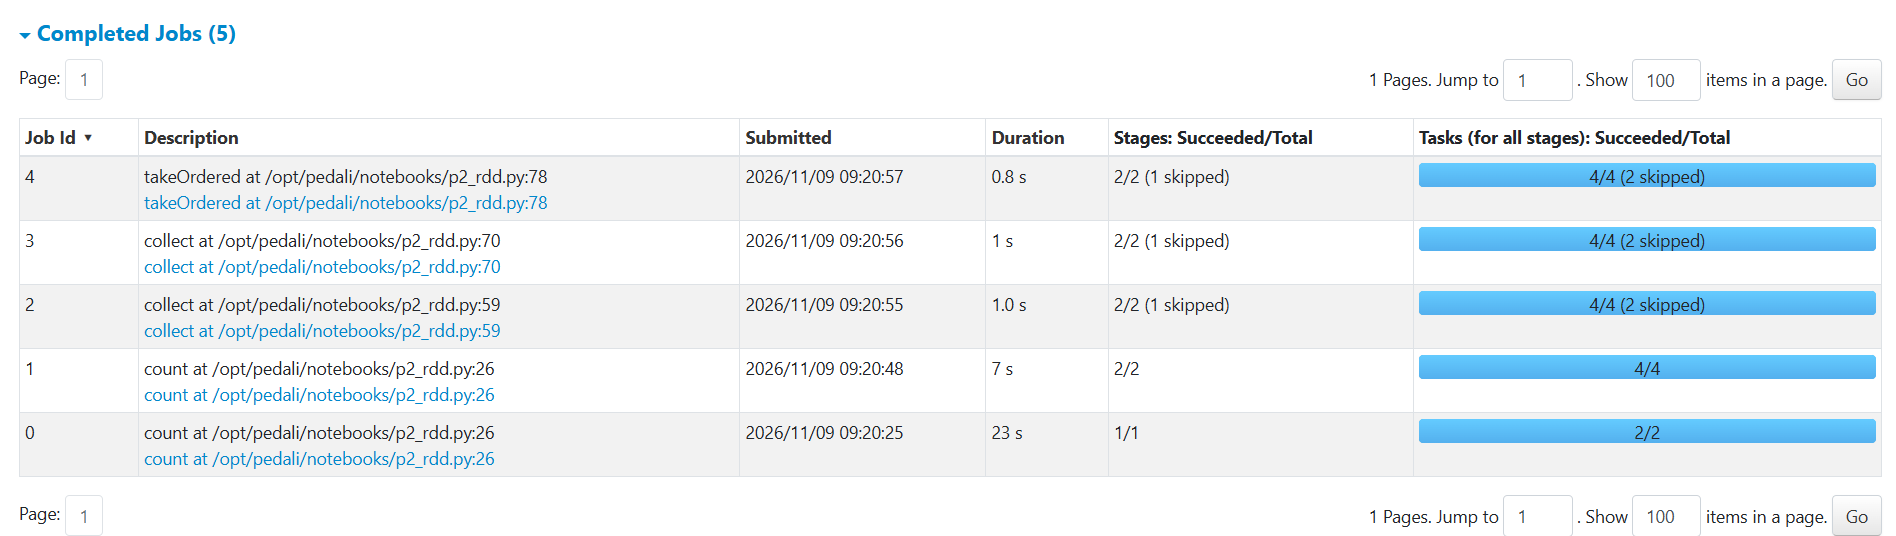 Completed Jobs (5)
Page: 1
1 Pages. Jump to 1 . Show 100 items in a page. Go
Job Id ▾ Description Submitted Duration Stages: Succeeded/Total Tasks (for all stages): Succeeded/Total
4 takeOrdered at /opt/pedali/notebooks/p2_rdd.py:78 2026/11/09 09:20:57 0.8 s 2/2 (1 skipped) 4/4 (2 skipped)
takeOrdered at /opt/pedali/notebooks/p2_rdd.py:78
3 collect at /opt/pedali/notebooks/p2_rdd.py:70 2026/11/09 09:20:56 1 s 2/2 (1 skipped) 4/4 (2 skipped)
collect at /opt/pedali/notebooks/p2_rdd.py:70
2 collect at /opt/pedali/notebooks/p2_rdd.py:59 2026/11/09 09:20:55 1.0 s 2/2 (1 skipped) 4/4 (2 skipped)
collect at /opt/pedali/notebooks/p2_rdd.py:59
1 count at /opt/pedali/notebooks/p2_rdd.py:26 2026/11/09 09:20:48 7 s 2/2 4/4
count at /opt/pedali/notebooks/p2_rdd.py:26
0 count at /opt/pedali/notebooks/p2_rdd.py:26 2026/11/09 09:20:25 23 s 1/1 2/2
count at /opt/pedali/notebooks/p2_rdd.py:26
Page: 1
1 Pages. Jump to 1 . Show 100 items in a page. Go